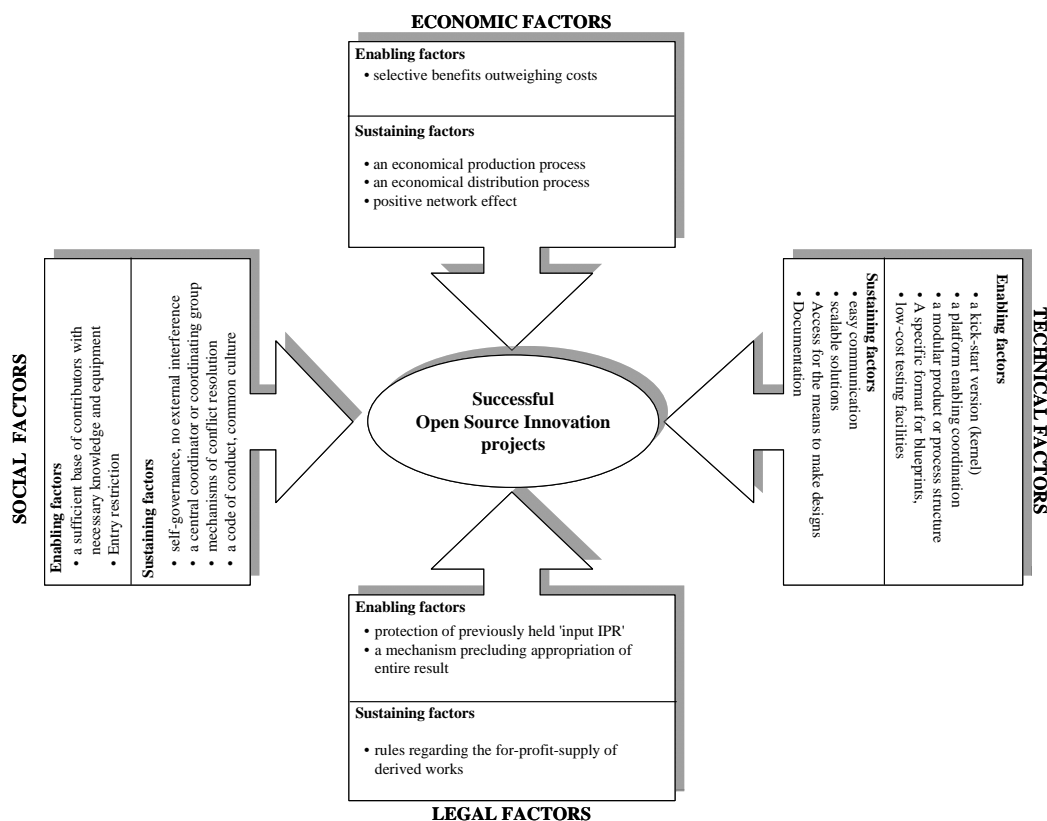 ECONOMIC FACTORS
Enabling factors
• selective benefits outweighing costs
Sustaining factors
• an economical production process
• an economical distribution process
• positive network effect
SOCIAL FACTORS
Enabling factors
• a sufficient base of contributors with
necessary knowledge and equipment
• Entry restriction
Sustaining factors
• self-governance, no external interference
• a central coordinator or coordinating group
• mechanisms of conflict resolution
• a code of conduct, common culture
Successful
Open Source Innovation
projects
TECHNICAL FACTORS
Enabling factors
• a kick-start version (kernel)
• a platform enabling coordination
• a modular product or process structure
• A specific format for blueprints,
• low-cost testing facilities
Sustaining factors
• easy communication
• scalable solutions
• Access for the means to make designs
• Documentation
Enabling factors
• protection of previously held 'input IPR'
• a mechanism precluding appropriation of
entire result
Sustaining factors
• rules regarding the for-profit-supply of
derived works
LEGAL FACTORS